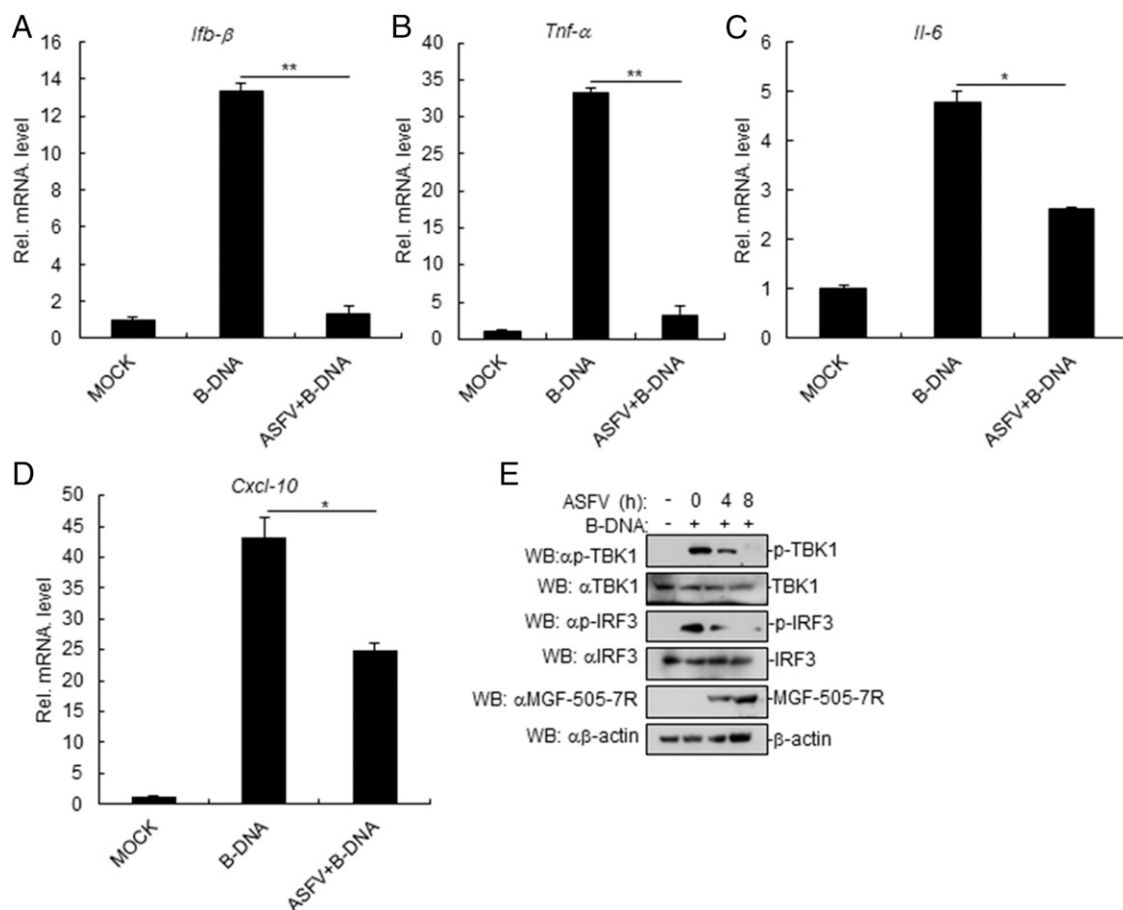 A
Ifb-β
Rel. mRNA. level
16
14
12
10
8
6
4
2
0
**
MOCK
B-DNA
ASFV+B-DNA
B
Tnf-α
Rel. mRNA. level
40
35
30
25
20
15
10
5
0
**
MOCK
B-DNA
ASFV+B-DNA
C
Il-6
Rel. mRNA. level
6
5
4
3
2
1
0
*
MOCK
B-DNA
ASFV+B-DNA
D
Cxcl-10
Rel. mRNA. level
50
45
40
35
30
25
20
15
10
5
0
*
MOCK
B-DNA
ASFV+B-DNA
E
ASFV (h): - 0 4 8
B-DNA: - + + +
WB:αp-TBK1 -p-TBK1
WB: αTBK1 -TBK1
WB: αp-IRF3 -p-IRF3
WB: αIRF3 -IRF3
WB: αMGF-505-7R -MGF-505-7R
WB: αβ-actin -β-actin